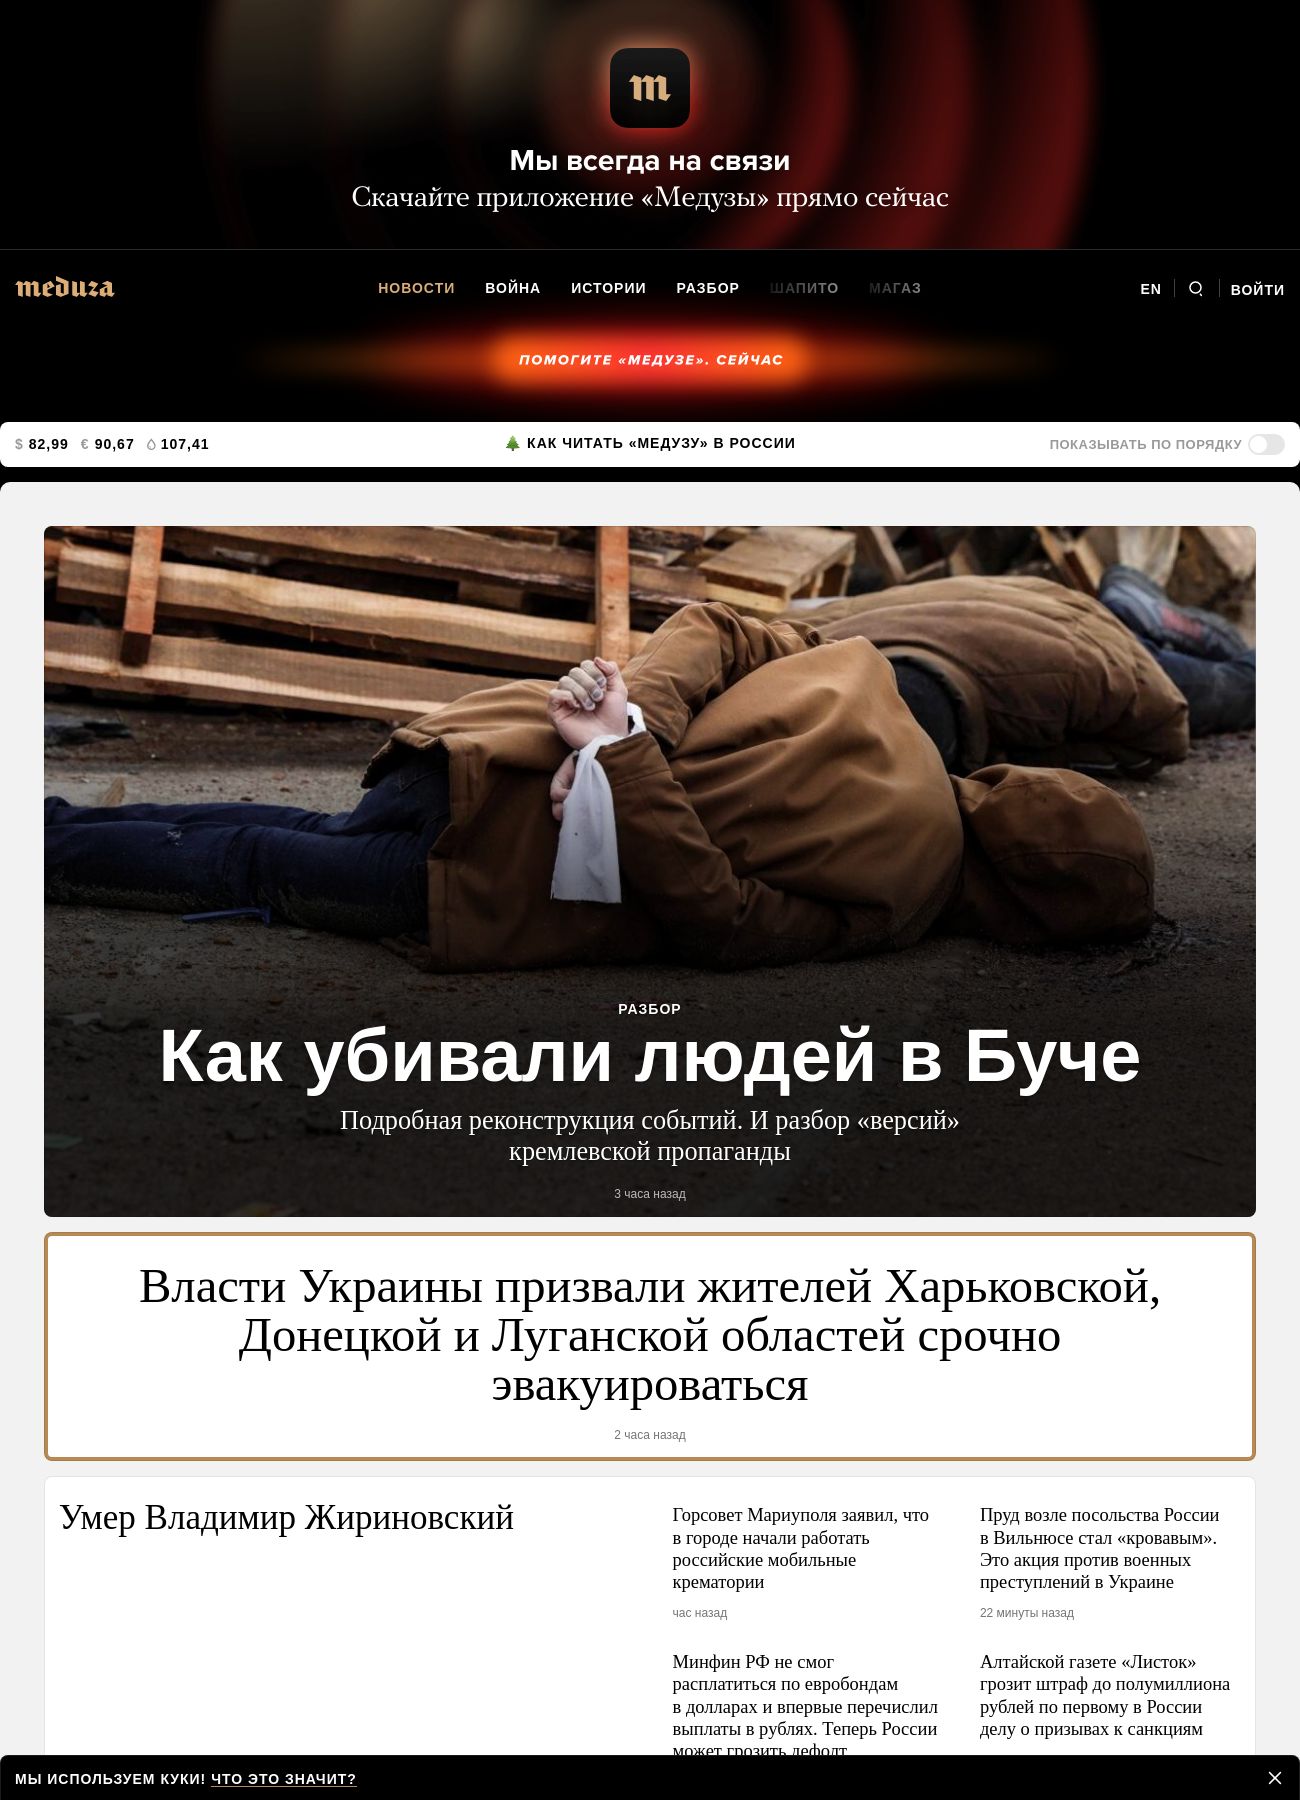 m
Мы всегда на связи
Скачайте приложение «Медузы» прямо сейчас
meduza
НОВОСТИ ВОЙНА ИСТОРИИ РАЗБОР ШАПИТО МАГАЗ
EN ВОЙТИ
ПОМОГИТЕ «МЕДУЗЕ». СЕЙЧАС
$ 82,99 € 90,67 107,41
КАК ЧИТАТЬ «МЕДУЗУ» В РОССИИ
ПОКАЗЫВАТЬ ПО ПОРЯДКУ
РАЗБОР
Как убивали людей в Буче
Подробная реконструкция событий. И разбор «версий»
кремлевской пропаганды
3 часа назад
Власти Украины призвали жителей Харьковской,
Донецкой и Луганской областей срочно
эвакуироваться
2 часа назад
Умер Владимир Жириновский
Горсовет Мариуполя заявил, что
в городе начали работать
российские мобильные
крематории
час назад
Пруд возле посольства России
в Вильнюсе стал «кровавым».
Это акция против военных
преступлений в Украине
22 минуты назад
Минфин РФ не смог
расплатиться по евробондам
в долларах и впервые перечислил
выплаты в рублях. Теперь России
может грозить дефолт
Алтайской газете «Листок»
грозит штраф до полумиллиона
рублей по первому в России
делу о призывах к санкциям
МЫ ИСПОЛЬЗУЕМ КУКИ! ЧТО ЭТО ЗНАЧИТ?